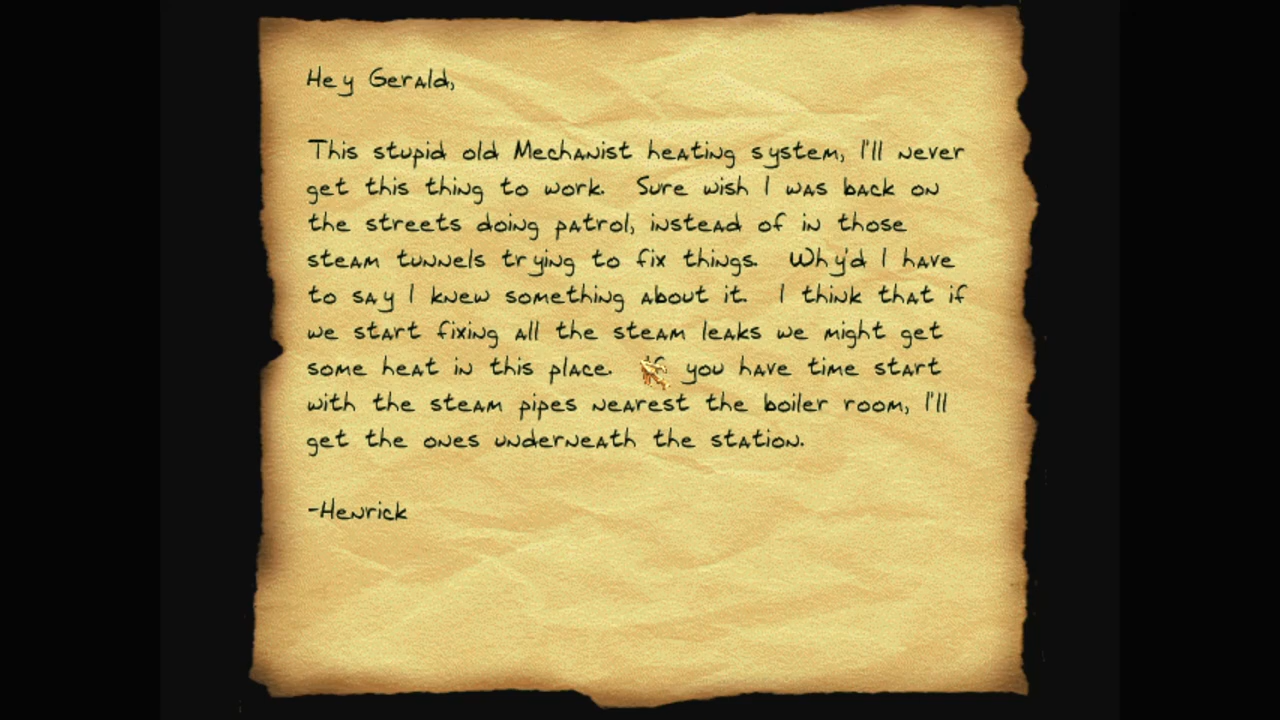 Hey Gerald,
This stupid old Mechanist heating system, I'll never
get this thing to work.  Sure wish I was back on
the streets doing patrol, instead of in those
steam tunnels trying to fix things.  Why'd I have
to say I knew something about it.  I think that if
we start fixing all the steam leaks we might get
some heat in this place.  If you have time start
with the steam pipes nearest the boiler room, I'll
get the ones underneath the station.
-Henrick